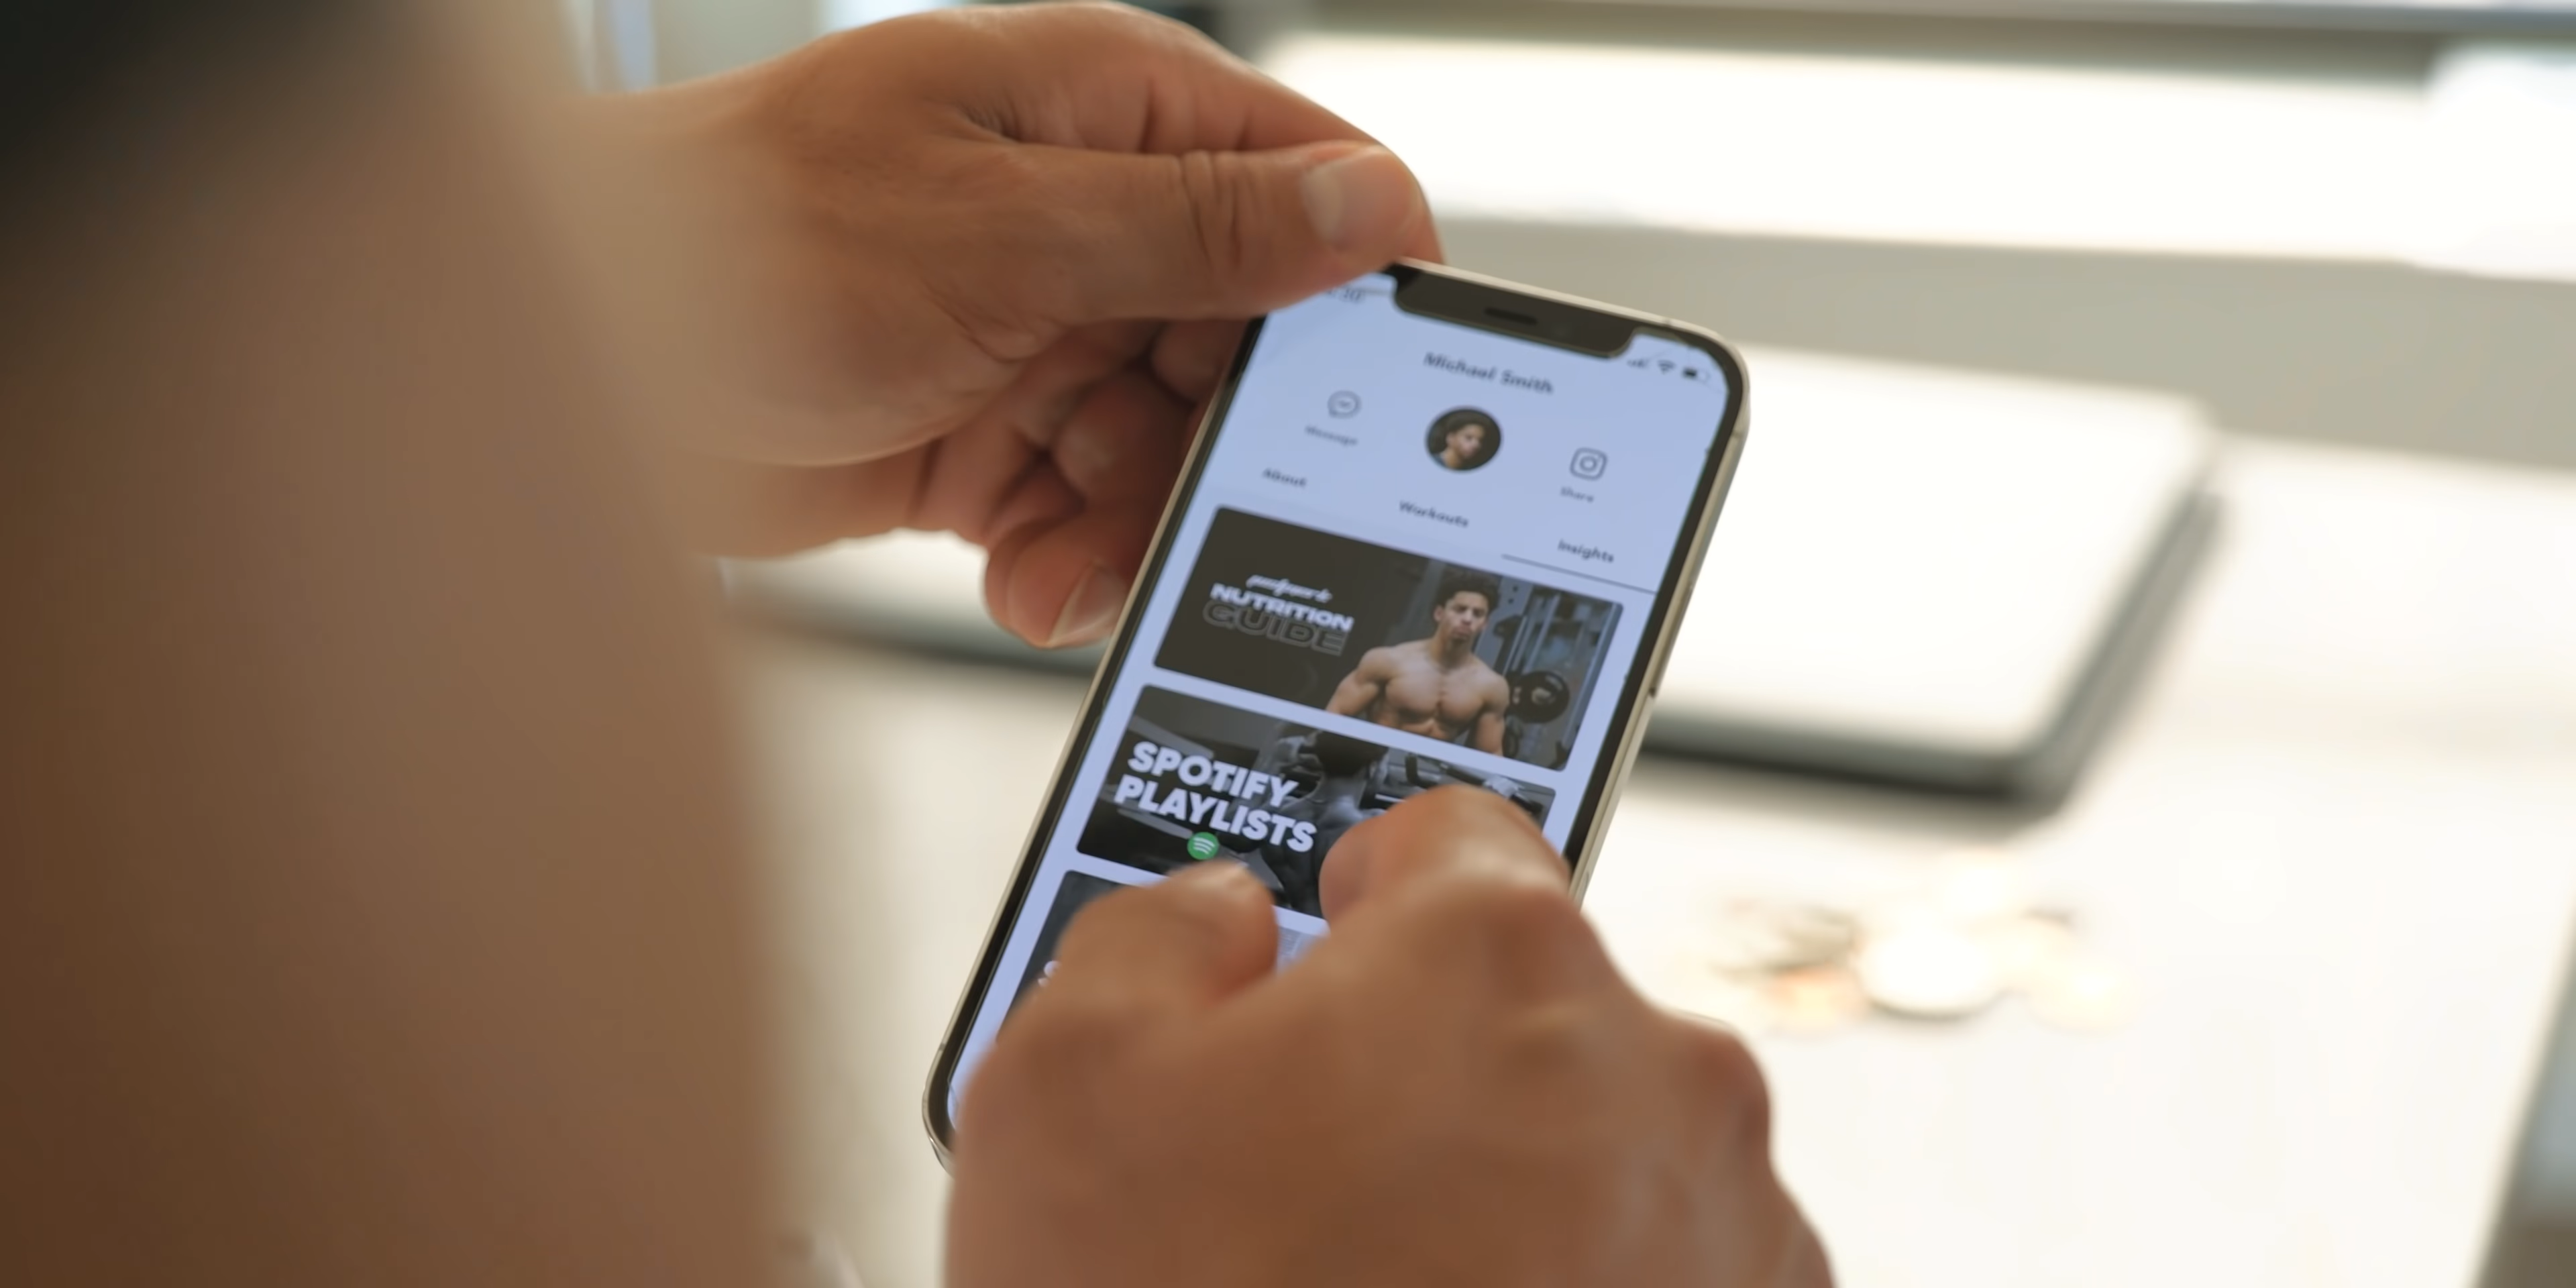 Michael Smith
Message
Share
About
Workouts
Insights
NUTRITION
GUIDE
SPOTIFY
PLAYLISTS